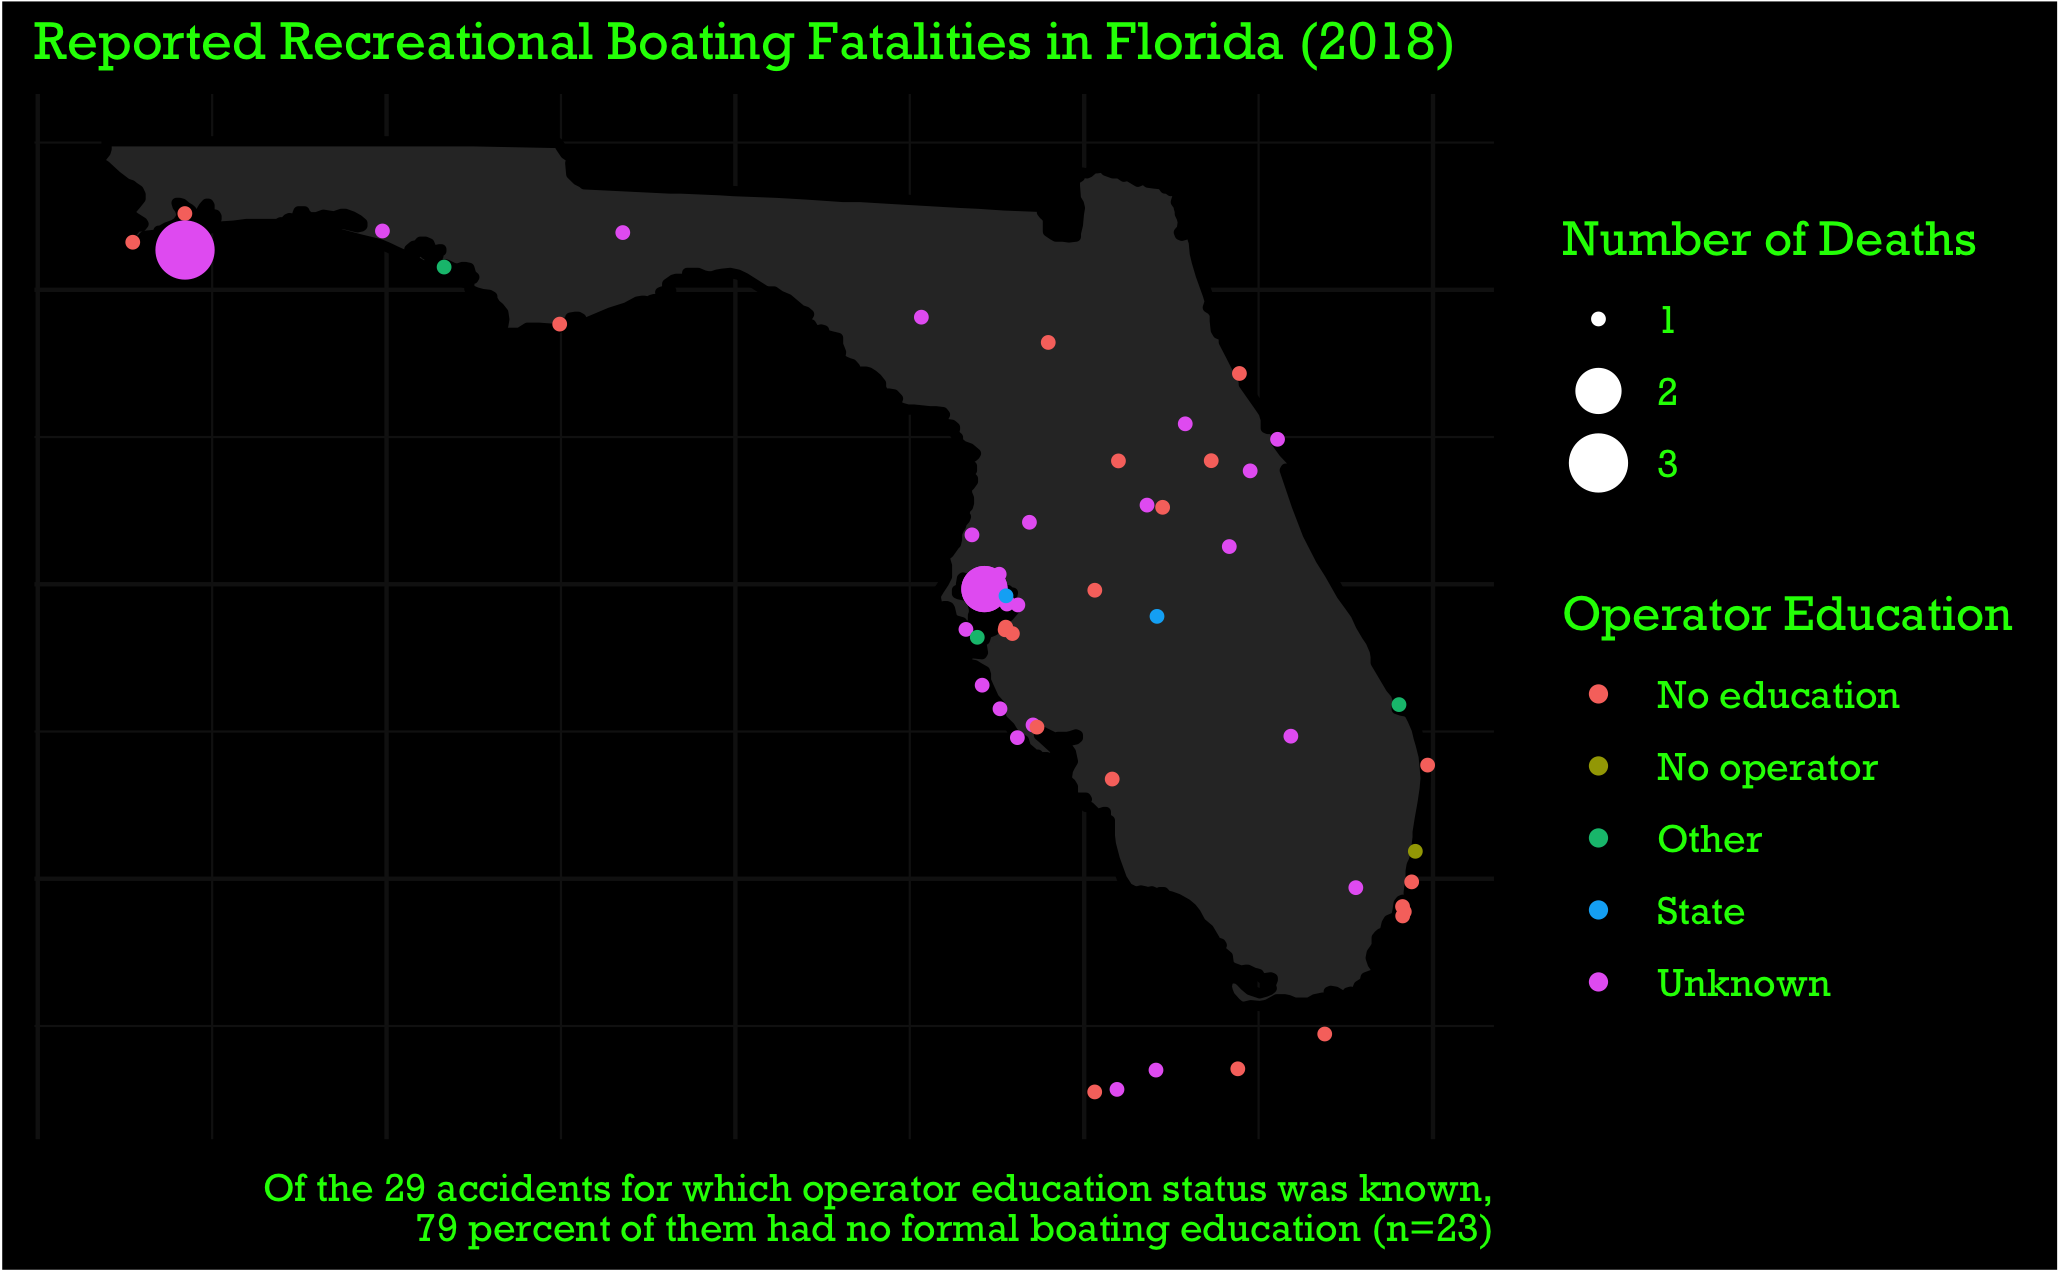 Reported Recreational Boating Fatalities in Florida (2018)
Number of Deaths
1
2
3
Operator Education
No education
No operator
Other
State
Unknown
Of the 29 accidents for which operator education status was known,
79 percent of them had no formal boating education (n=23)